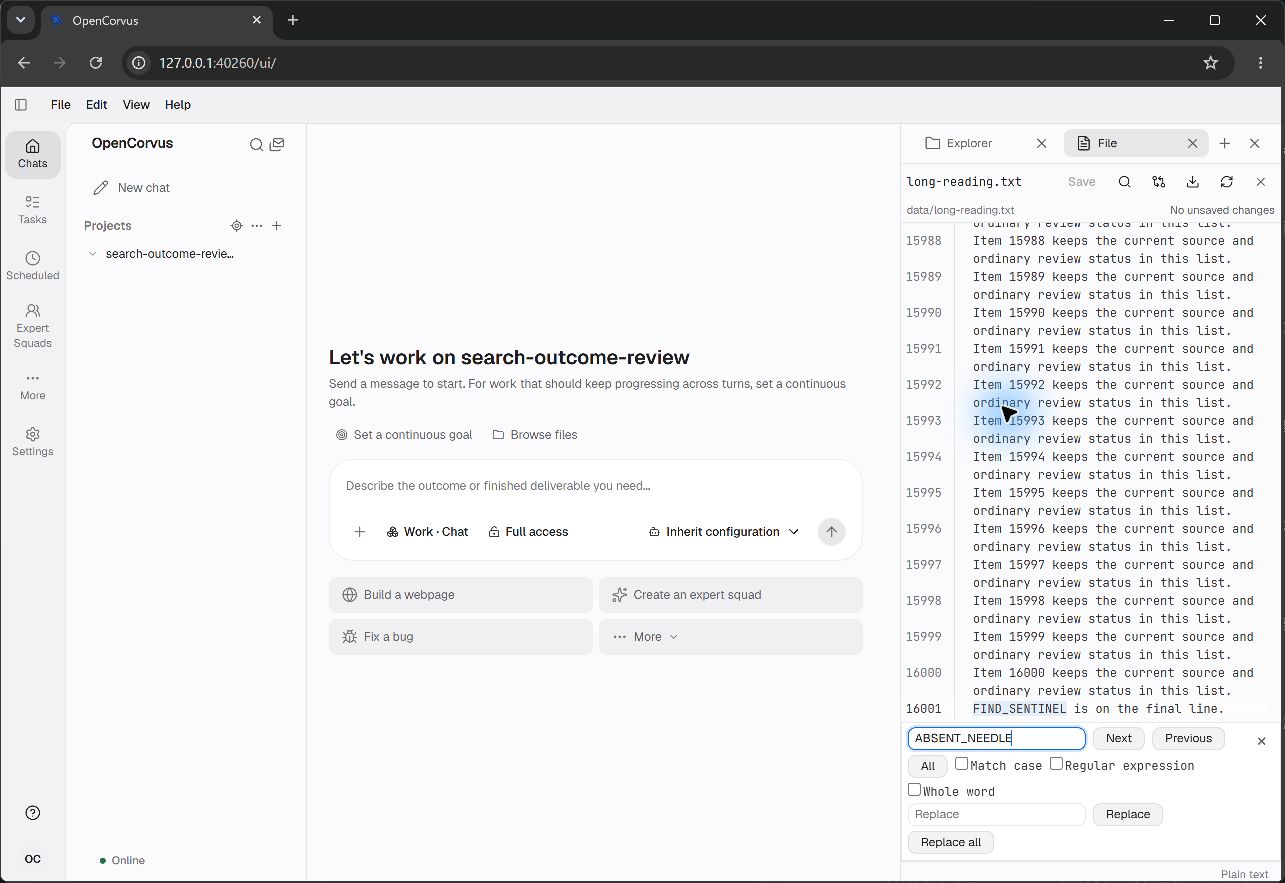 OpenCorvus
127.0.0.1:40260/ui/
File Edit View Help
Chats
Tasks
Scheduled
Expert
Squads
More
Settings
OC
OpenCorvus
New chat
Projects
search-outcome-revie...
Online
Let's work on search-outcome-review
Send a message to start. For work that should keep progressing across turns, set a continuous
goal.
Set a continuous goal Browse files
Describe the outcome or finished deliverable you need...
Work · Chat Full access Inherit configuration
Build a webpage Create an expert squad
Fix a bug More
Explorer File
long-reading.txt Save
data/long-reading.txt No unsaved changes
ordinary review status in this list.
15988 Item 15988 keeps the current source and
ordinary review status in this list.
15989 Item 15989 keeps the current source and
ordinary review status in this list.
15990 Item 15990 keeps the current source and
ordinary review status in this list.
15991 Item 15991 keeps the current source and
ordinary review status in this list.
15992 Item 15992 keeps the current source and
ordinary review status in this list.
15993 Item 15993 keeps the current source and
ordinary review status in this list.
15994 Item 15994 keeps the current source and
ordinary review status in this list.
15995 Item 15995 keeps the current source and
ordinary review status in this list.
15996 Item 15996 keeps the current source and
ordinary review status in this list.
15997 Item 15997 keeps the current source and
ordinary review status in this list.
15998 Item 15998 keeps the current source and
ordinary review status in this list.
15999 Item 15999 keeps the current source and
ordinary review status in this list.
16000 Item 16000 keeps the current source and
ordinary review status in this list.
16001 FIND_SENTINEL is on the final line.
ABSENT_NEEDLE Next Previous
All Match case Regular expression
Whole word
Replace Replace
Replace all
Plain text